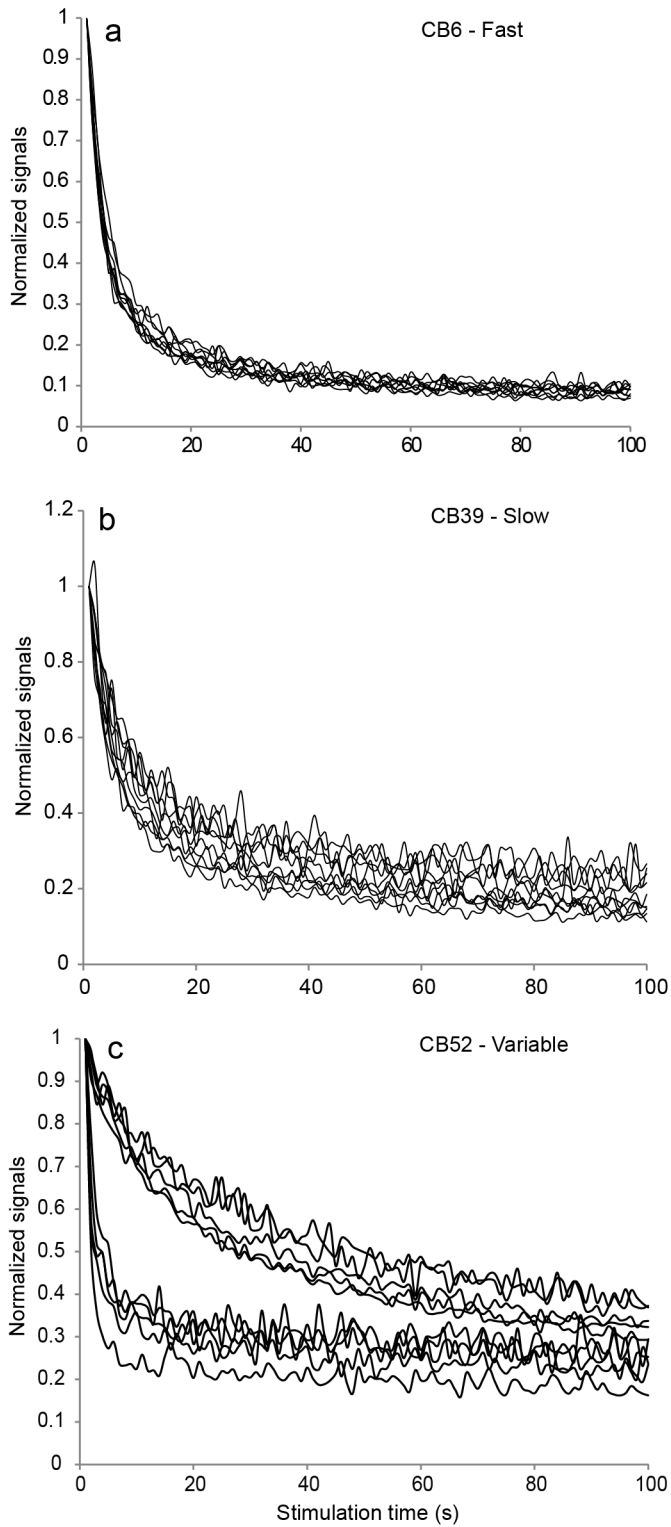 a
CB6 - Fast
Normalized signals
1
0.9
0.8
0.7
0.6
0.5
0.4
0.3
0.2
0.1
0
0 20 40 60 80 100
b
CB39 - Slow
Normalized signals
1.2
1
0.8
0.6
0.4
0.2
0
0 20 40 60 80 100
c
CB52 - Variable
Normalized signals
1
0.9
0.8
0.7
0.6
0.5
0.4
0.3
0.2
0.1
0
0 20 40 60 80 100
Stimulation time (s)